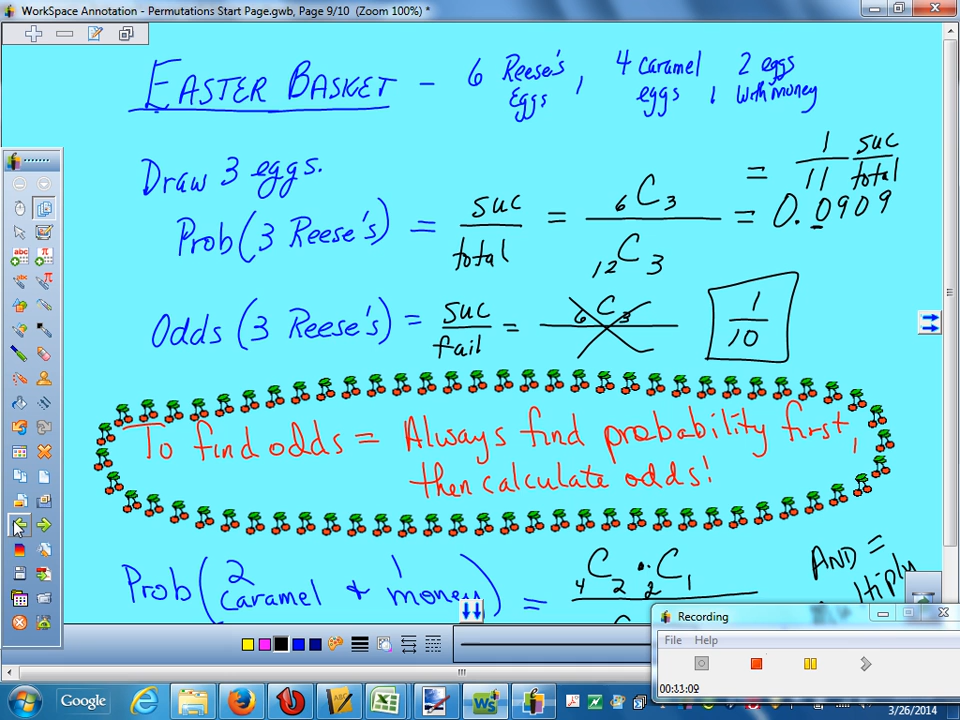 WorkSpace Annotation - Permutations Start Page.gwb, Page 9/10 (Zoom 100%) *
EASTER BASKET - 6 Reese's Eggs, 4 caramel eggs, 2 eggs with money
Draw 3 eggs.
Prob(3 Reese's) = suc/total = 6C3/12C3 = 0.0909
= 1/11 suc/total
Odds (3 Reese's) = suc/fail = 6C3 1/10
To find odds = Always find probability first,
then calculate odds!
Prob(2 caramel + 1 money) = 4C2 · 2C1
AND =
ltiply
Recording
File Help
00:33:09
Google
3/26/2014